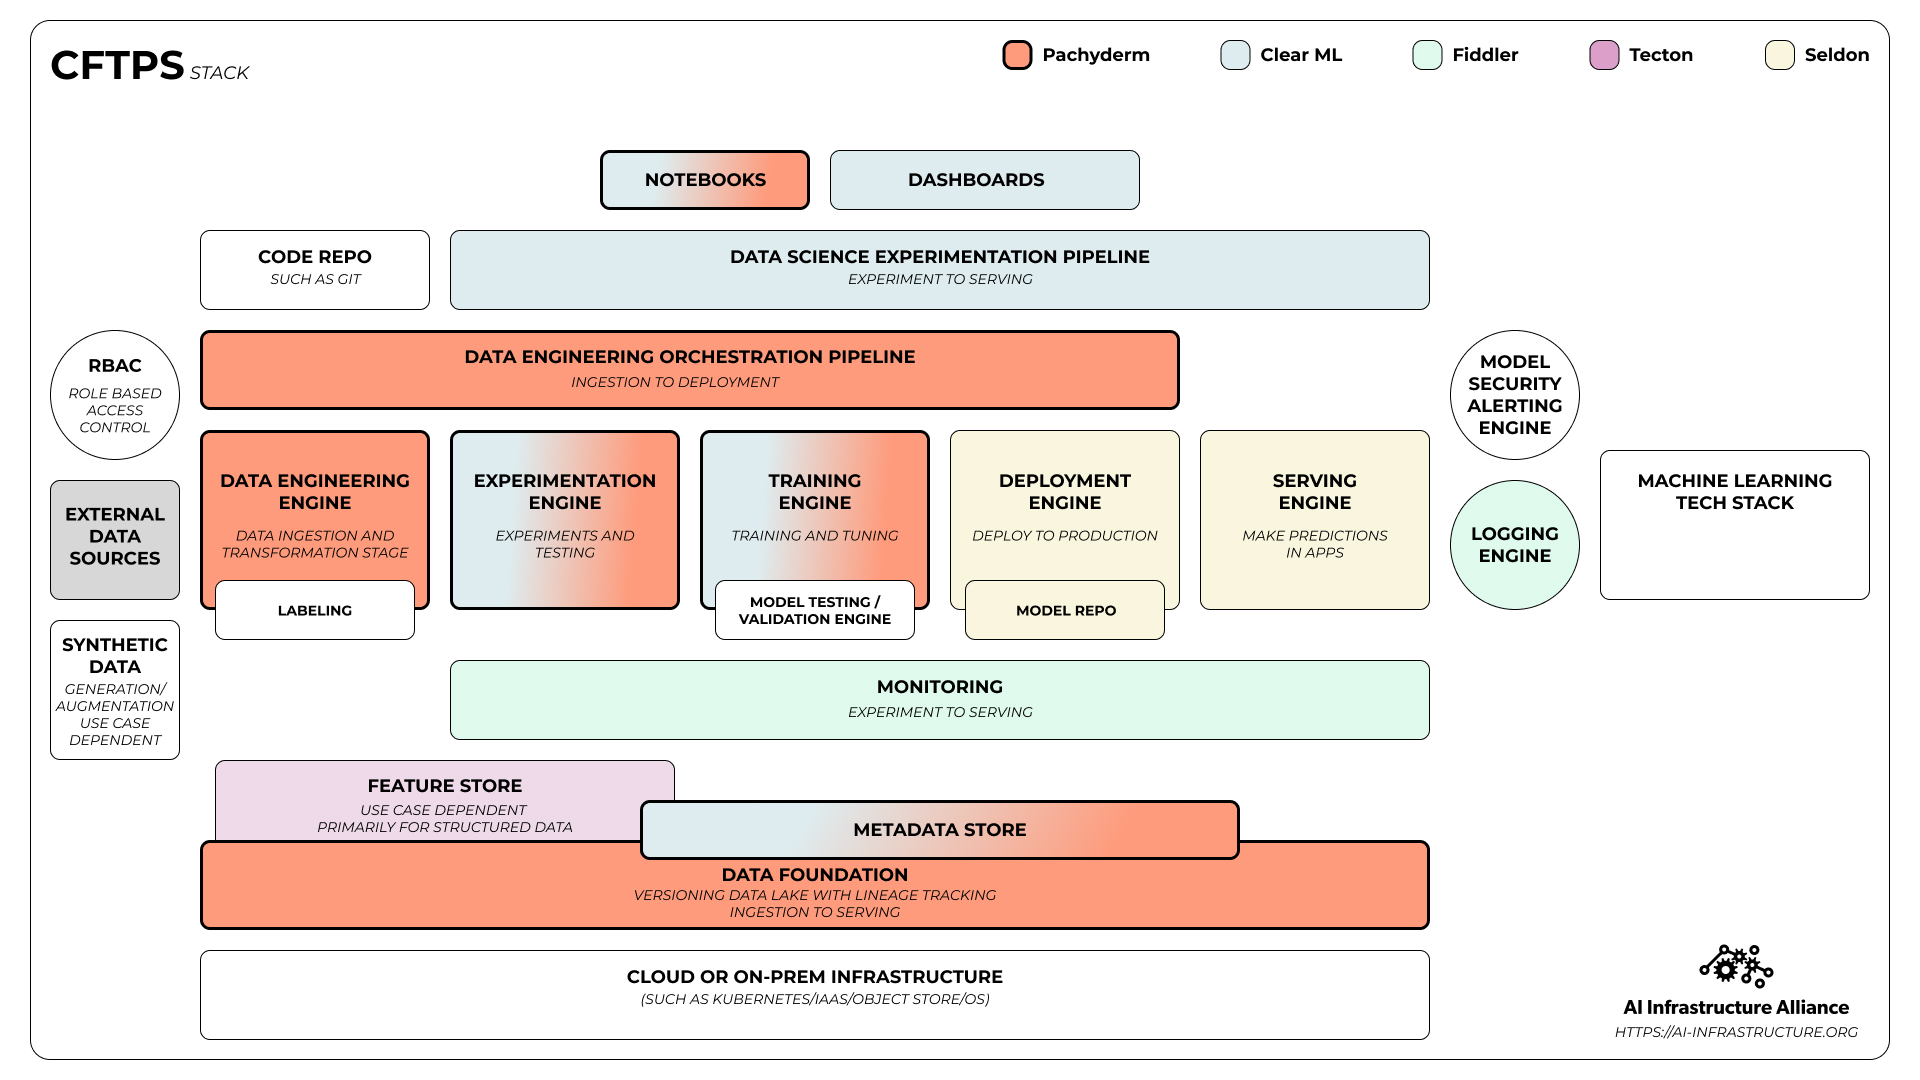 CFTPS STACK
Pachyderm
Clear ML
Fiddler
Tecton
Seldon
NOTEBOOKS
DASHBOARDS
CODE REPO
SUCH AS GIT
DATA SCIENCE EXPERIMENTATION PIPELINE
EXPERIMENT TO SERVING
RBAC
ROLE BASED
ACCESS
CONTROL
DATA ENGINEERING ORCHESTRATION PIPELINE
INGESTION TO DEPLOYMENT
MODEL
SECURITY
ALERTING
ENGINE
EXTERNAL
DATA
SOURCES
DATA ENGINEERING
ENGINE
DATA INGESTION AND
TRANSFORMATION STAGE
LABELING
EXPERIMENTATION
ENGINE
EXPERIMENTS AND
TESTING
TRAINING
ENGINE
TRAINING AND TUNING
MODEL TESTING /
VALIDATION ENGINE
DEPLOYMENT
ENGINE
DEPLOY TO PRODUCTION
MODEL REPO
SERVING
ENGINE
MAKE PREDICTIONS
IN APPS
LOGGING
ENGINE
MACHINE LEARNING
TECH STACK
SYNTHETIC
DATA
GENERATION/
AUGMENTATION
USE CASE
DEPENDENT
MONITORING
EXPERIMENT TO SERVING
FEATURE STORE
USE CASE DEPENDENT
PRIMARILY FOR STRUCTURED DATA
METADATA STORE
DATA FOUNDATION
VERSIONING DATA LAKE WITH LINEAGE TRACKING
INGESTION TO SERVING
CLOUD OR ON-PREM INFRASTRUCTURE
(SUCH AS KUBERNETES/IAAS/OBJECT STORE/OS)
AI Infrastructure Alliance
HTTPS://AI-INFRASTRUCTURE.ORG